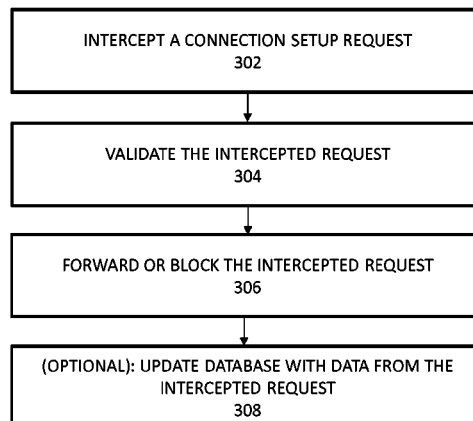 INTERCEPT A CONNECTION SETUP REQUEST
302
VALIDATE THE INTERCEPTED REQUEST
304
FORWARD OR BLOCK THE INTERCEPTED REQUEST
306
(OPTIONAL): UPDATE DATABASE WITH DATA FROM THE
INTERCEPTED REQUEST
308